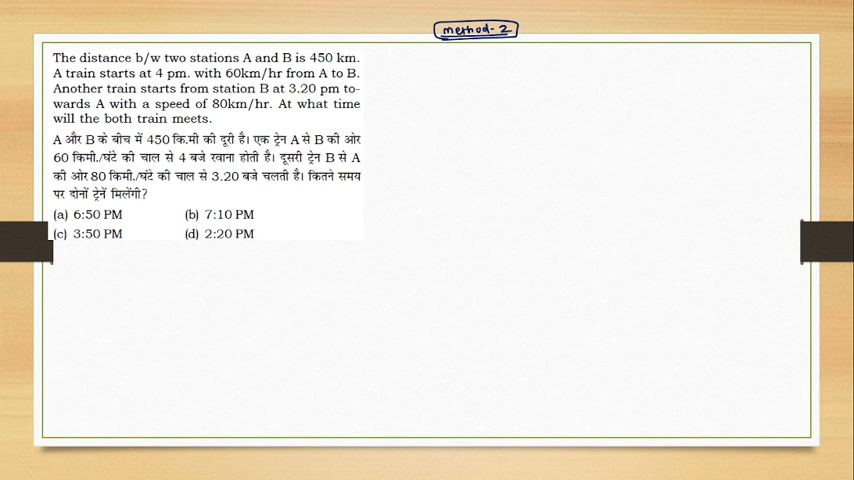 method-2
The distance b/w two stations A and B is 450 km.
A train starts at 4 pm. with 60km/hr from A to B.
Another train starts from station B at 3.20 pm to-
wards A with a speed of 80km/hr. At what time
will the both train meets.
A और B के बीच में 450 कि.मी की दूरी है। एक ट्रेन A से B की ओर
60 किमी./घंटे की चाल से 4 बजे रवाना होती है। दूसरी ट्रेन B से A
की ओर 80 किमी./घंटे की चाल से 3.20 बजे चलती है। कितने समय
पर दोनों ट्रेनें मिलेंगी?
(a) 6:50 PM (b) 7:10 PM
(c) 3:50 PM (d) 2:20 PM